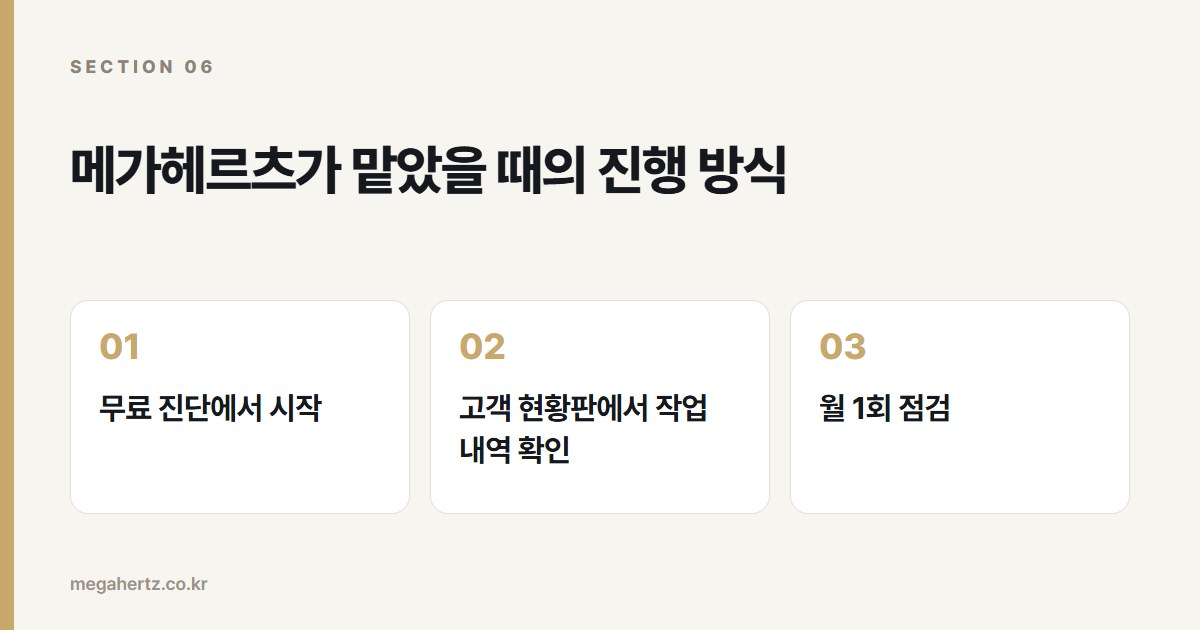 SECTION 06
메가헤르츠가 맡았을 때의 진행 방식
01
무료 진단에서 시작
02
고객 현황판에서 작업
내역 확인
03
월 1회 점검
megahertz.co.kr